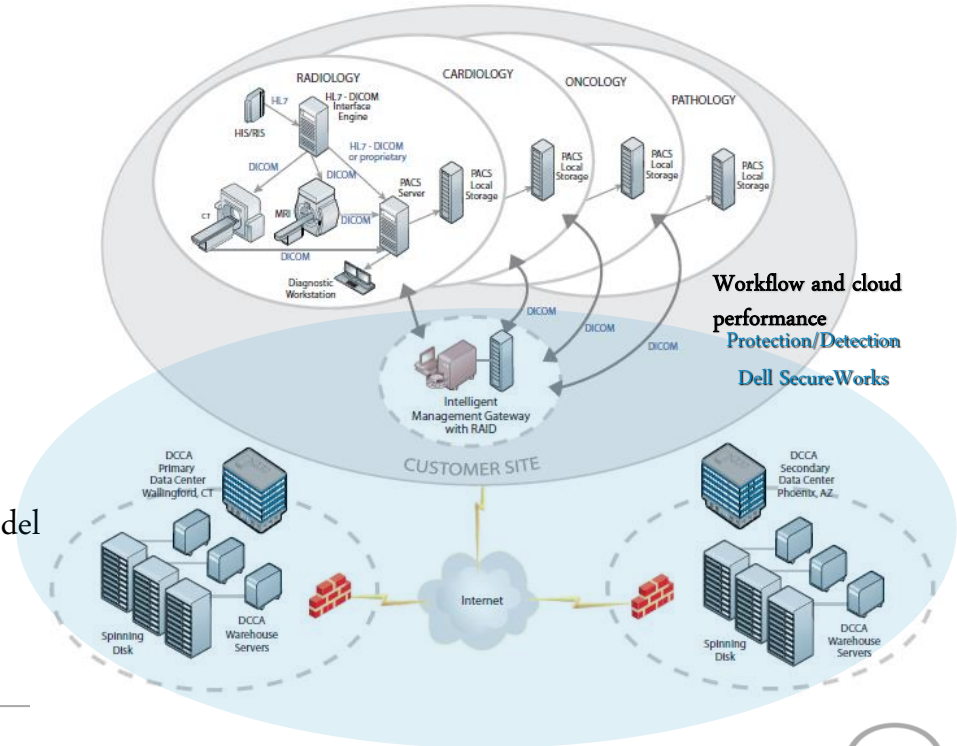 RADIOLOGY
CARDIOLOGY
ONCOLOGY
PATHOLOGY
HL7
HIS/RIS
HL7 - DICOM
Interface
Engine
HL7 - DICOM
or proprietary
DICOM
DICOM
CT
MRI
DICOM
DICOM
PACS
Server
Diagnostic
Workstation
PACS
Local
Storage
PACS
Local
Storage
PACS
Local
Storage
PACS
Local
Storage
DICOM
DICOM
DICOM
Workflow and cloud
performance
Protection/Detection
Dell SecureWorks
Intelligent
Management Gateway
with RAID
CUSTOMER SITE
DCCA
Primary
Data Center
Wallingford, CT
DCCA
Secondary
Data Center
Phoenix, AZ
del
Spinning
Disk
DCCA
Warehouse
Servers
Internet
Spinning
Disk
DCCA
Warehouse
Servers